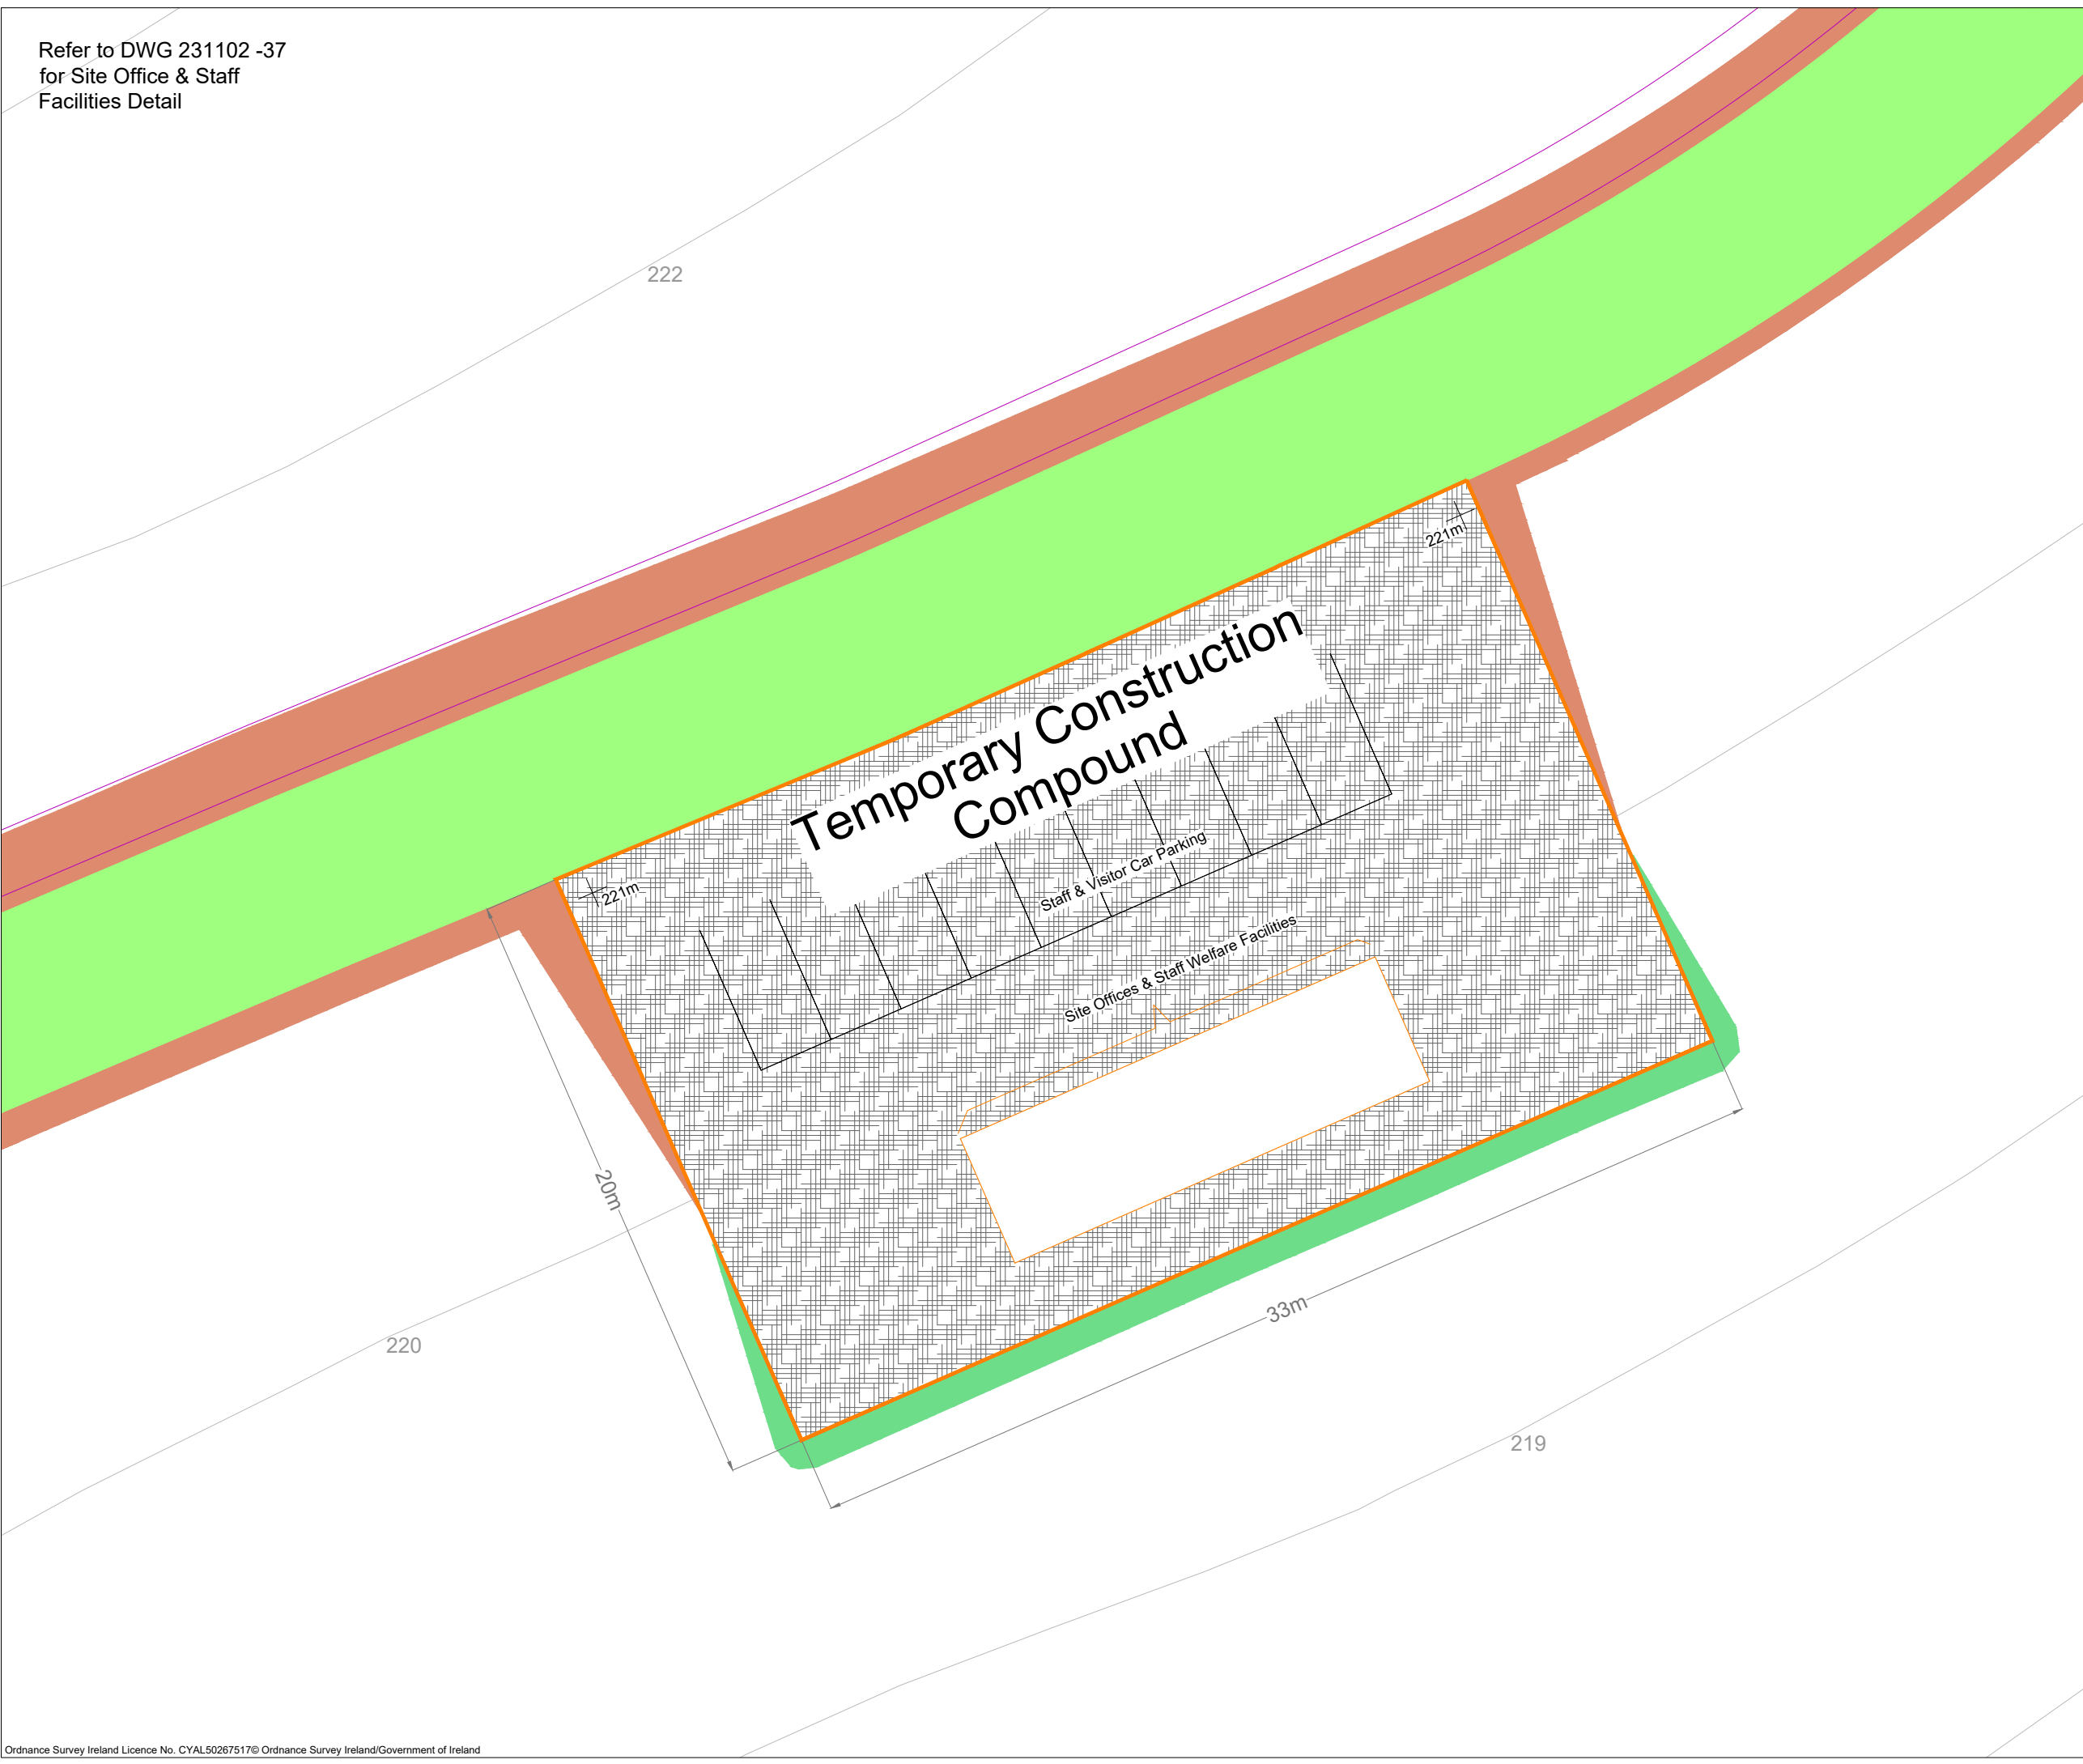 Refer to DWG 231102 -37
for Site Office & Staff
Facilities Detail
222
221m
Temporary Construction
Compound
Staff & Visitor Car Parking
221m
Site Offices & Staff Welfare Facilities
20m
33m
220
219
Ordnance Survey Ireland Licence No. CYAL50267517© Ordnance Survey Ireland/Government of Ireland